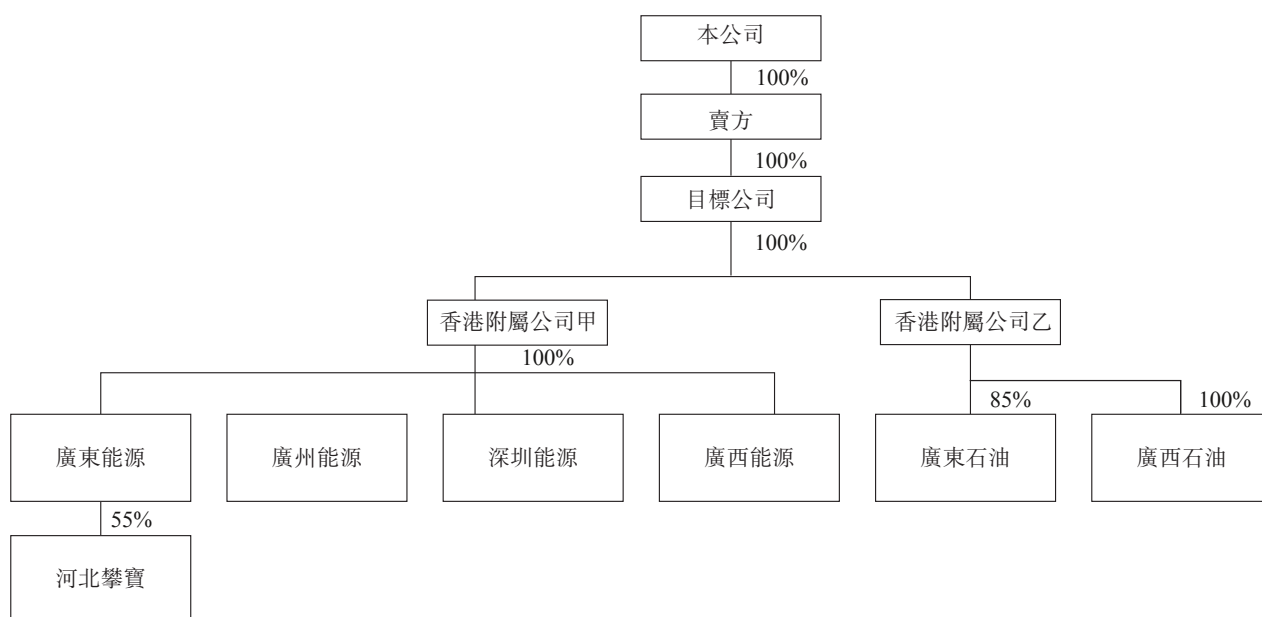 本公司
100%
賣方
100%
目標公司
100%
香港附屬公司甲
香港附屬公司乙
100%
85%
100%
廣東能源
廣州能源
深圳能源
廣西能源
廣東石油
廣西石油
55%
河北攀寶